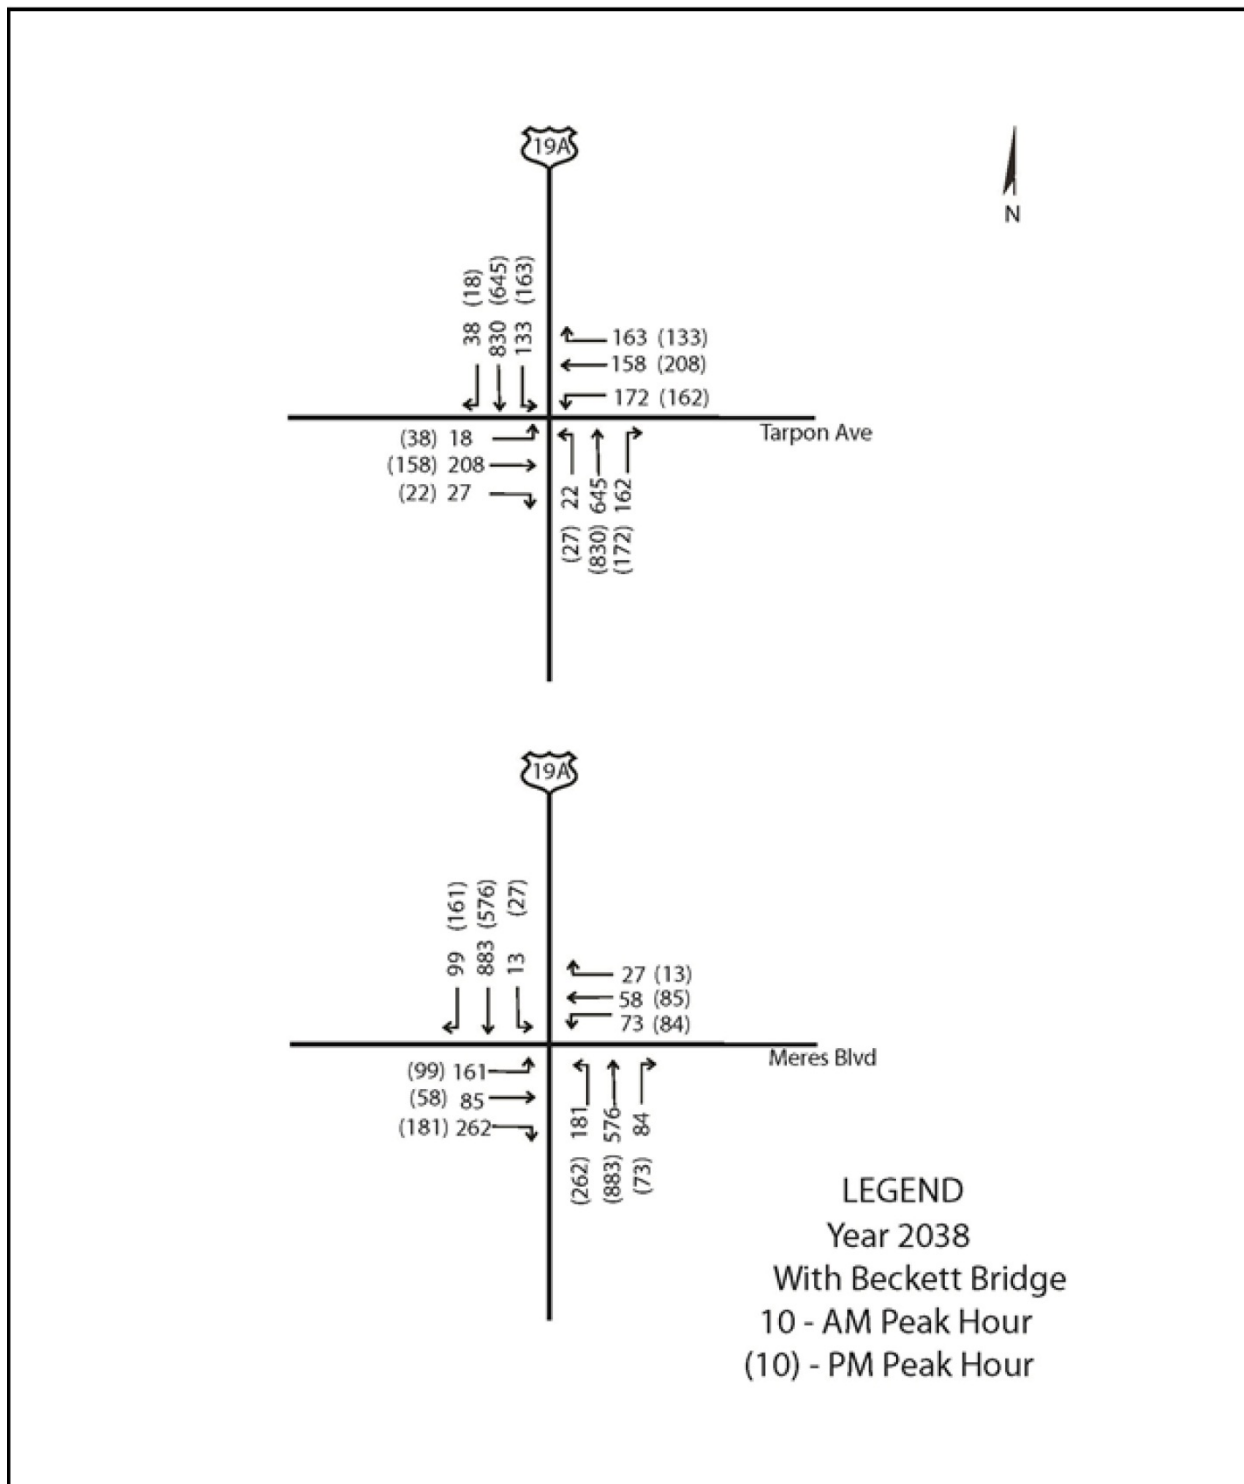 19A
N
38 (18)
830 (645)
133 (163)
163 (133)
158 (208)
172 (162)
Tarpon Ave
(38) 18
(158) 208
(22) 27
(27) 22
(830) 645
(172) 162
19A
99 (161)
883 (576)
13 (27)
27 (13)
58 (85)
73 (84)
Meres Blvd
(99) 161
(58) 85
(181) 262
(262) 181
(883) 576
(73) 84
LEGEND
Year 2038
With Beckett Bridge
10 - AM Peak Hour
(10) - PM Peak Hour